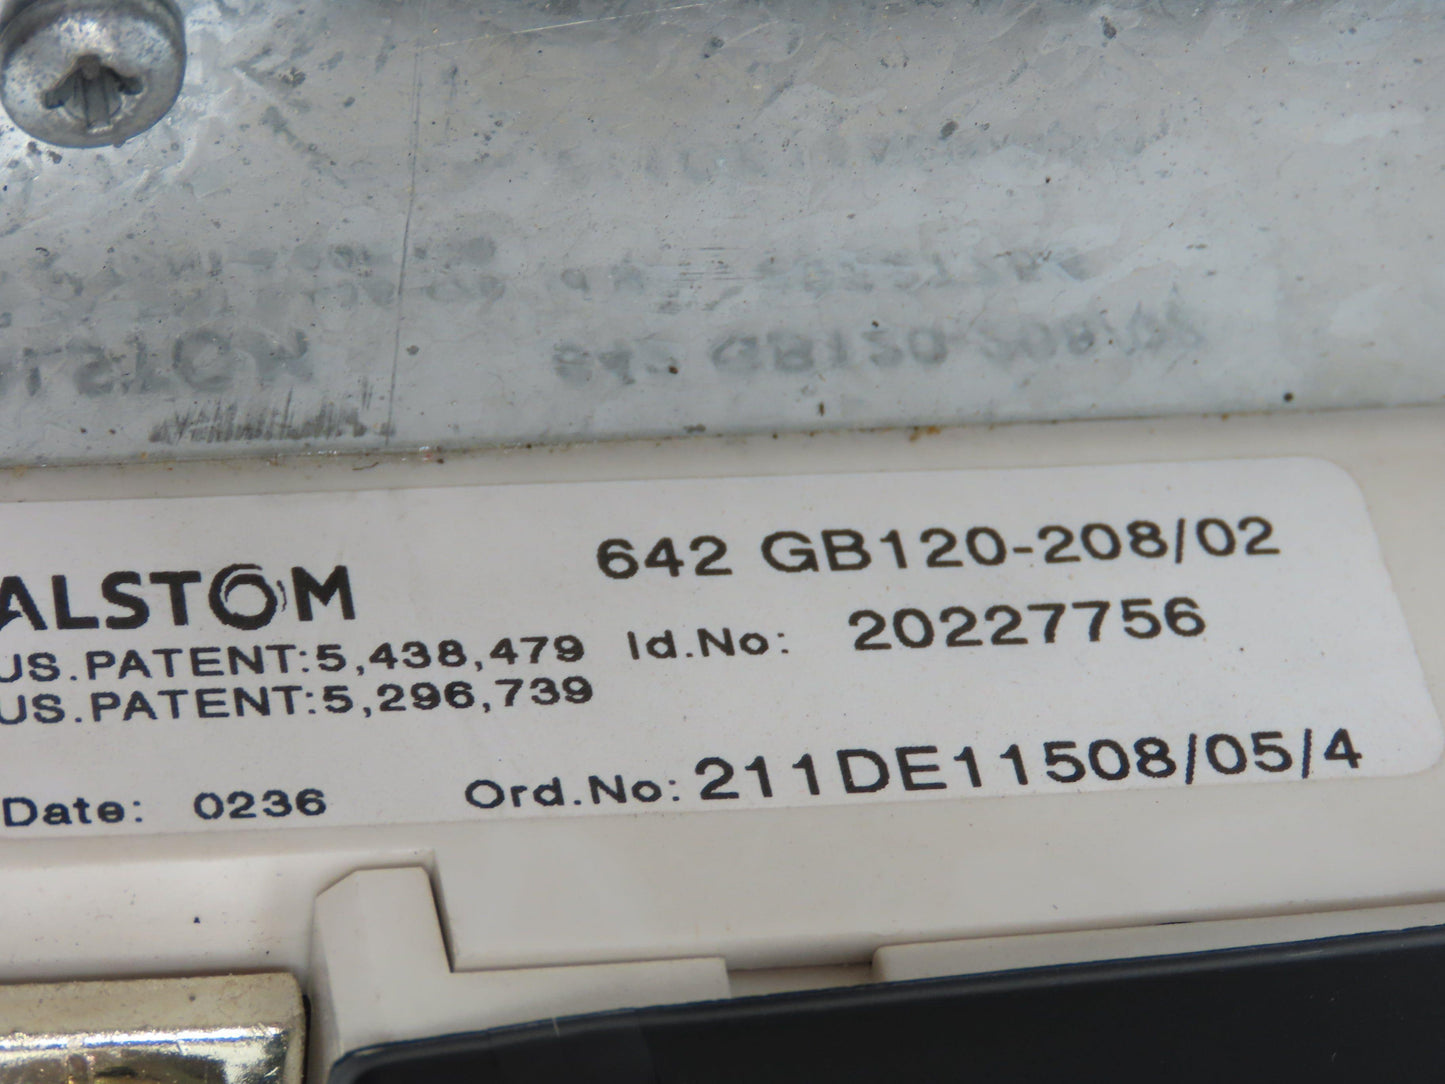 ALSTOM 642 GB120-208/02
US.PATENT:5,438,479 Id.No: 20227756
US.PATENT:5,296,739
Date: 0236 Ord.No: 211DE11508/05/4